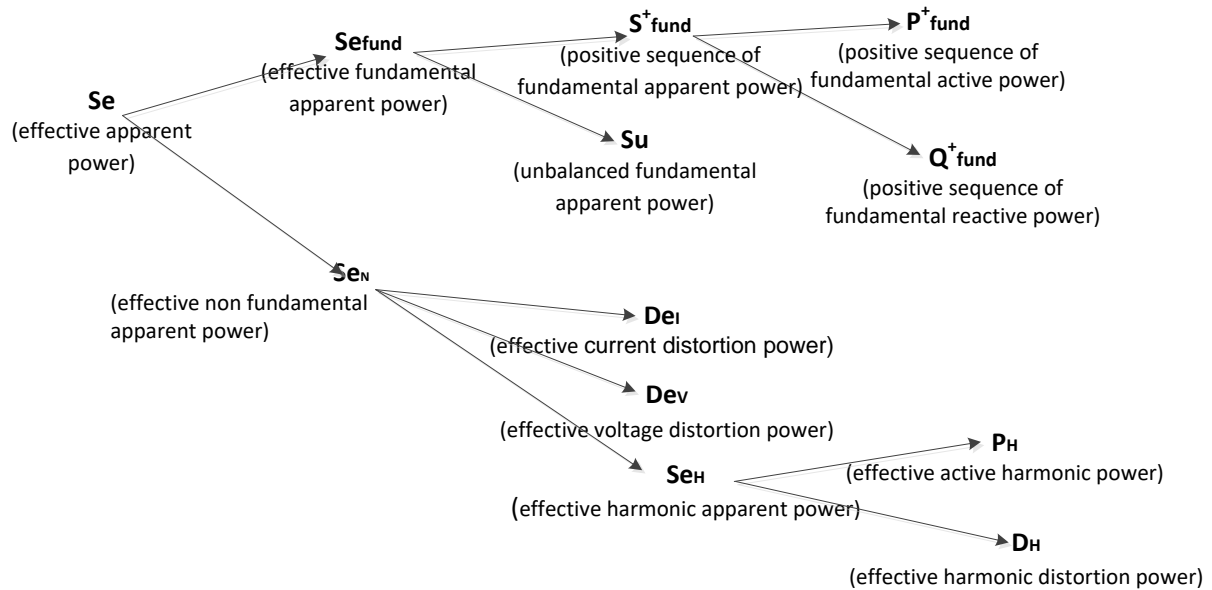 Se
(effective apparent
power)
Sefund
(effective fundamental
apparent power)
S+fund
(positive sequence of
fundamental apparent power)
P+fund
(positive sequence of
fundamental active power)
Su
(unbalanced fundamental
apparent power)
Q+fund
(positive sequence of
fundamental reactive power)
SeN
(effective non fundamental
apparent power)
DeI
(effective current distortion power)
DeV
(effective voltage distortion power)
SeH
(effective harmonic apparent power)
PH
(effective active harmonic power)
DH
(effective harmonic distortion power)